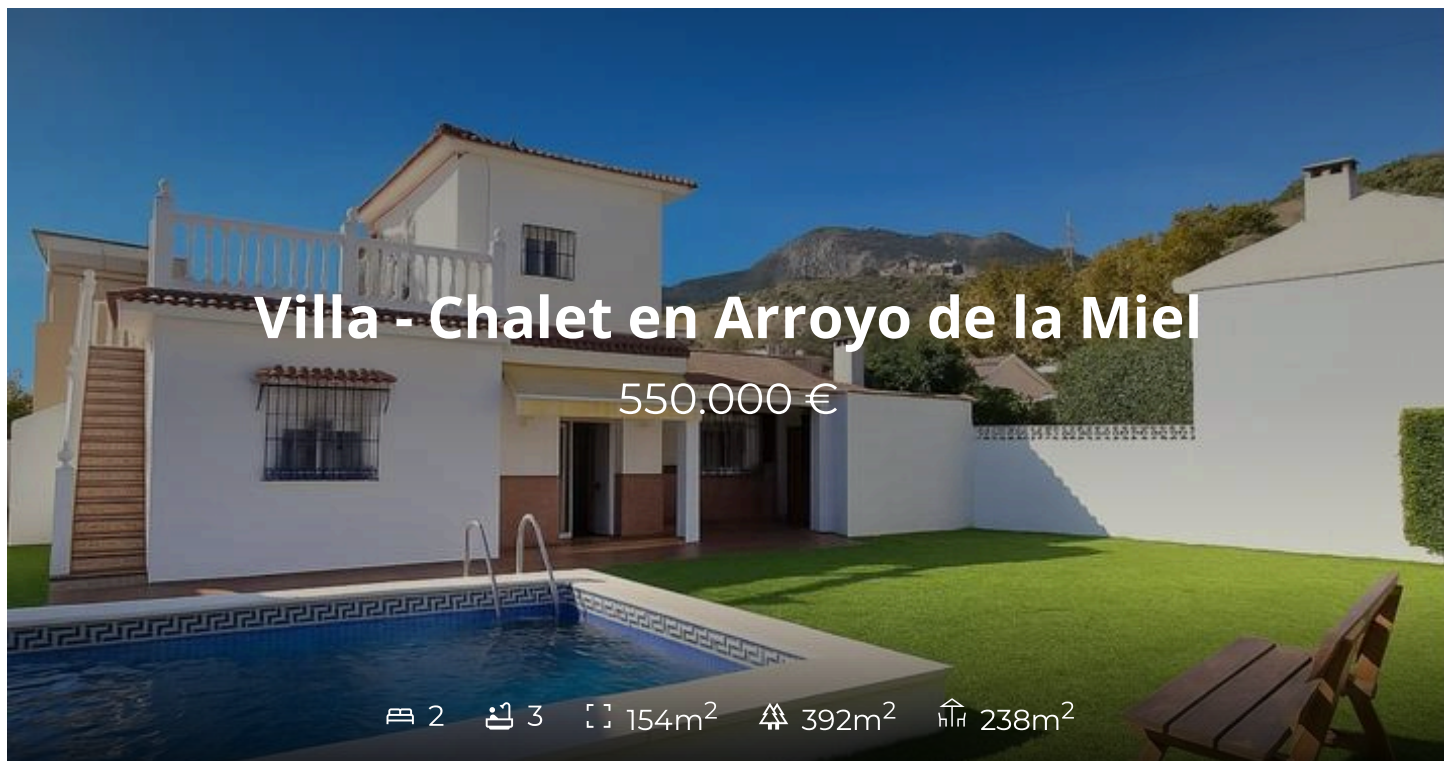 Villa - Chalet en Arroyo de la Miel
550.000 €
2 3 154m² 392m² 238m²